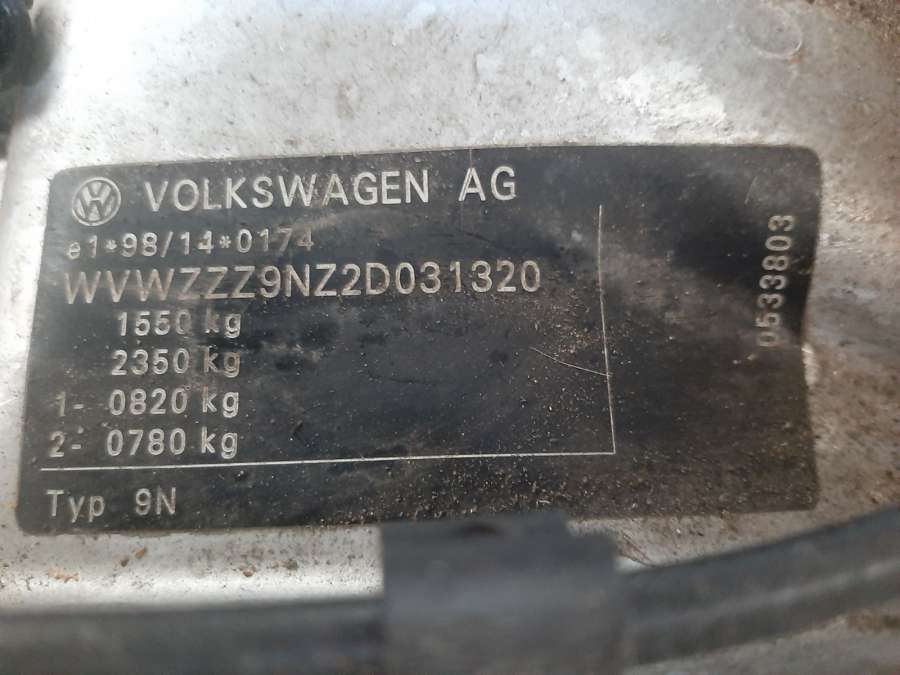 VOLKSWAGEN AG
e1*98/14*0174
WVWZZZ9NZ2D031320
1550 kg
2350 kg
1- 0820 kg
2- 0780 kg
Typ 9N
0533803